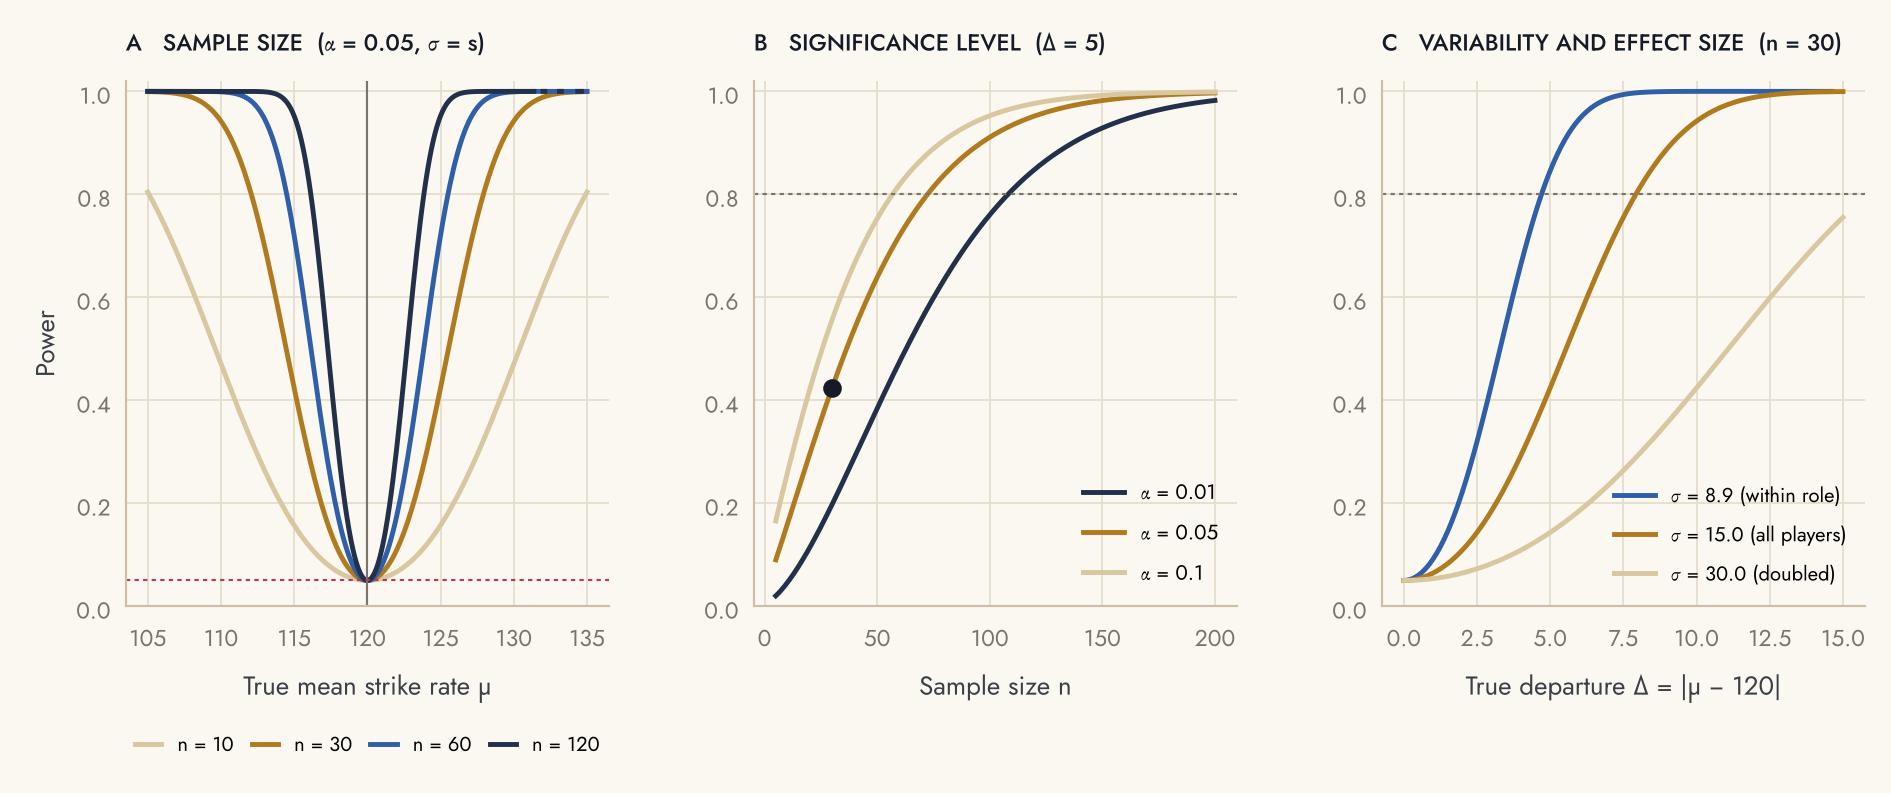 A SAMPLE SIZE (α = 0.05, σ = s)
Power
1.0
0.8
0.6
0.4
0.2
0.0
105 110 115 120 125 130 135
True mean strike rate μ
n = 10 n = 30 n = 60 n = 120
B SIGNIFICANCE LEVEL (Δ = 5)
1.0
0.8
0.6
0.4
0.2
0.0
α = 0.01
α = 0.05
α = 0.1
0 50 100 150 200
Sample size n
C VARIABILITY AND EFFECT SIZE (n = 30)
1.0
0.8
0.6
0.4
0.2
0.0
σ = 8.9 (within role)
σ = 15.0 (all players)
σ = 30.0 (doubled)
0.0 2.5 5.0 7.5 10.0 12.5 15.0
True departure Δ = |μ − 120|